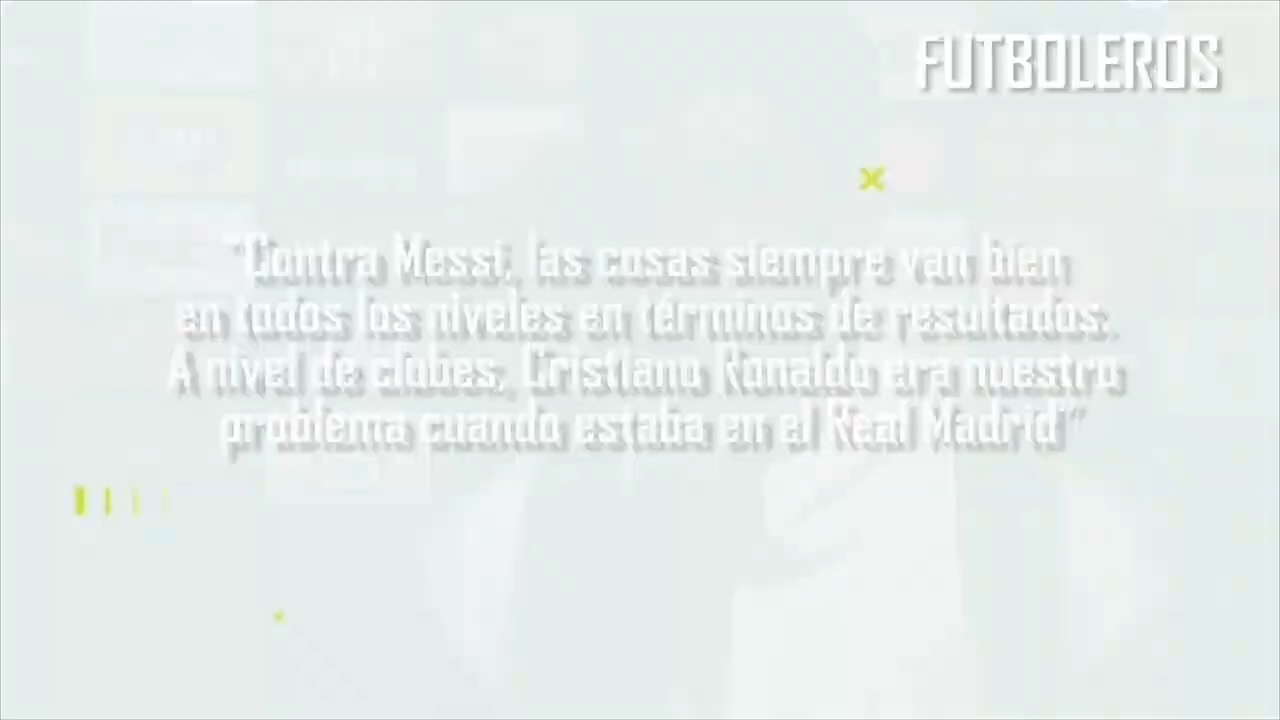 FUTBOLEROS
"Contra Messi, las cosas siempre van bien
en todos los niveles en términos de resultados.
A nivel de clubes, Cristiano Ronaldo era nuestro
problema cuando estaba en el Real Madrid"